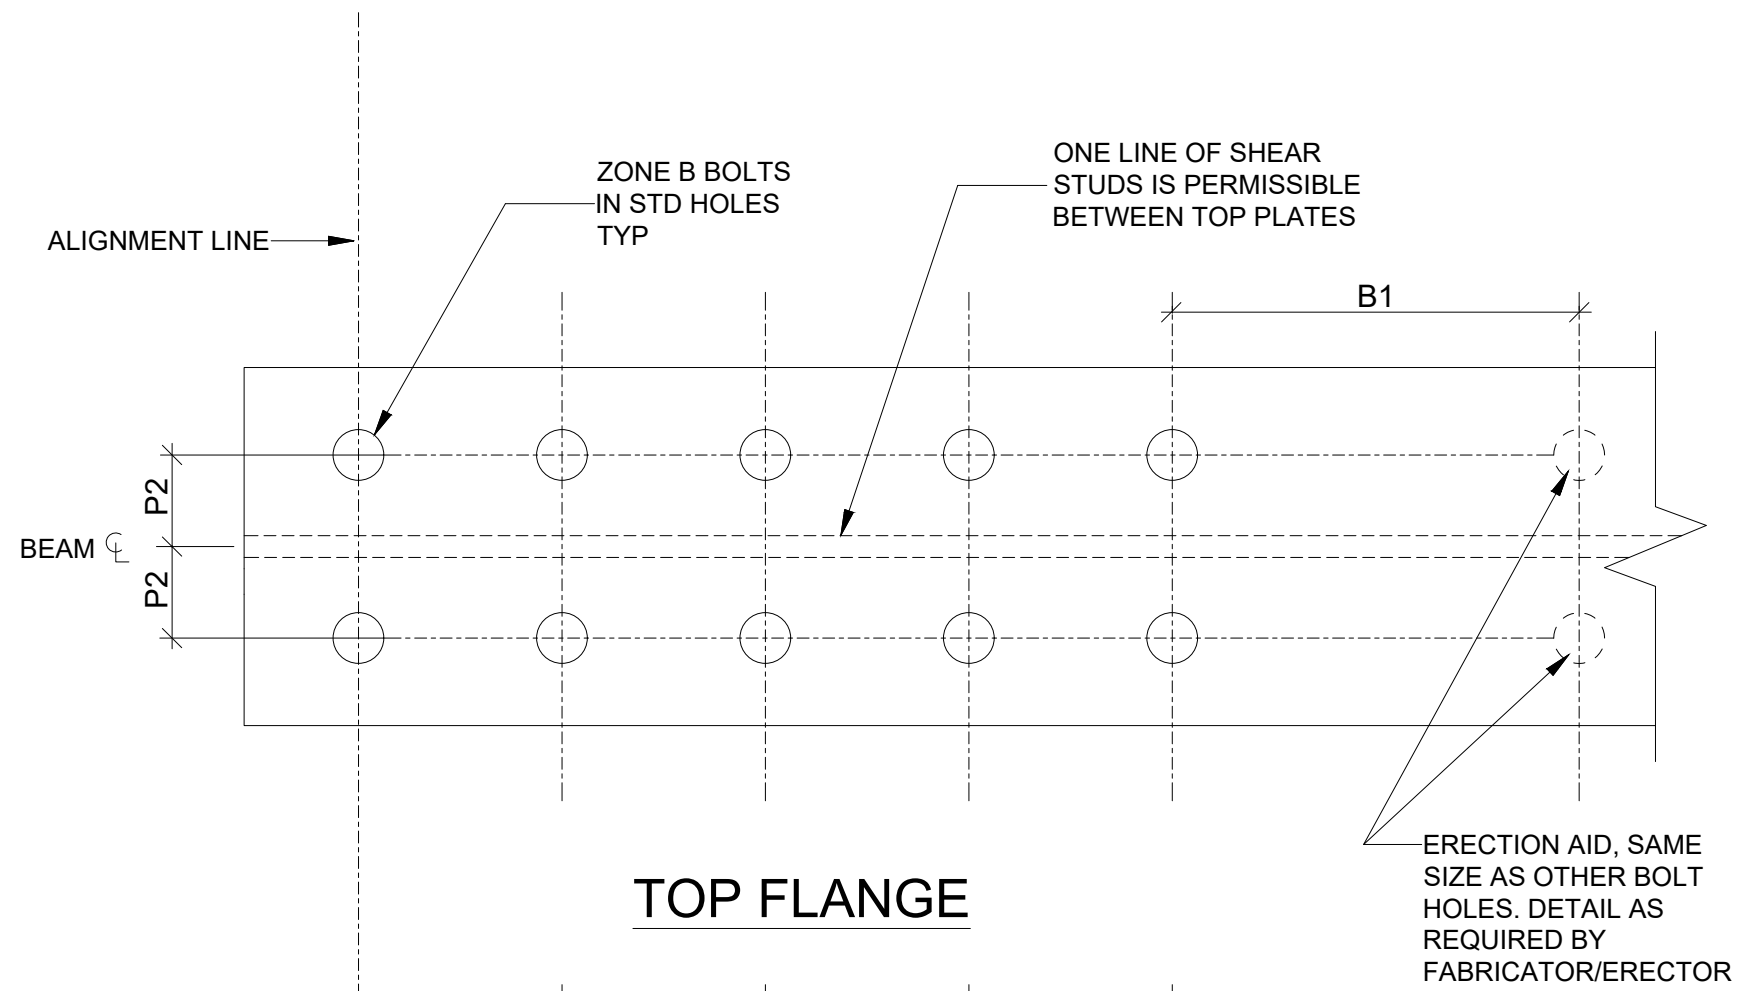 ZONE B BOLTS
IN STD HOLES
TYP
ONE LINE OF SHEAR
STUDS IS PERMISSIBLE
BETWEEN TOP PLATES
ALIGNMENT LINE
B1
P2
BEAM ℄
P2
ERECTION AID, SAME
SIZE AS OTHER BOLT
HOLES. DETAIL AS
REQUIRED BY
FABRICATOR/ERECTOR
TOP FLANGE